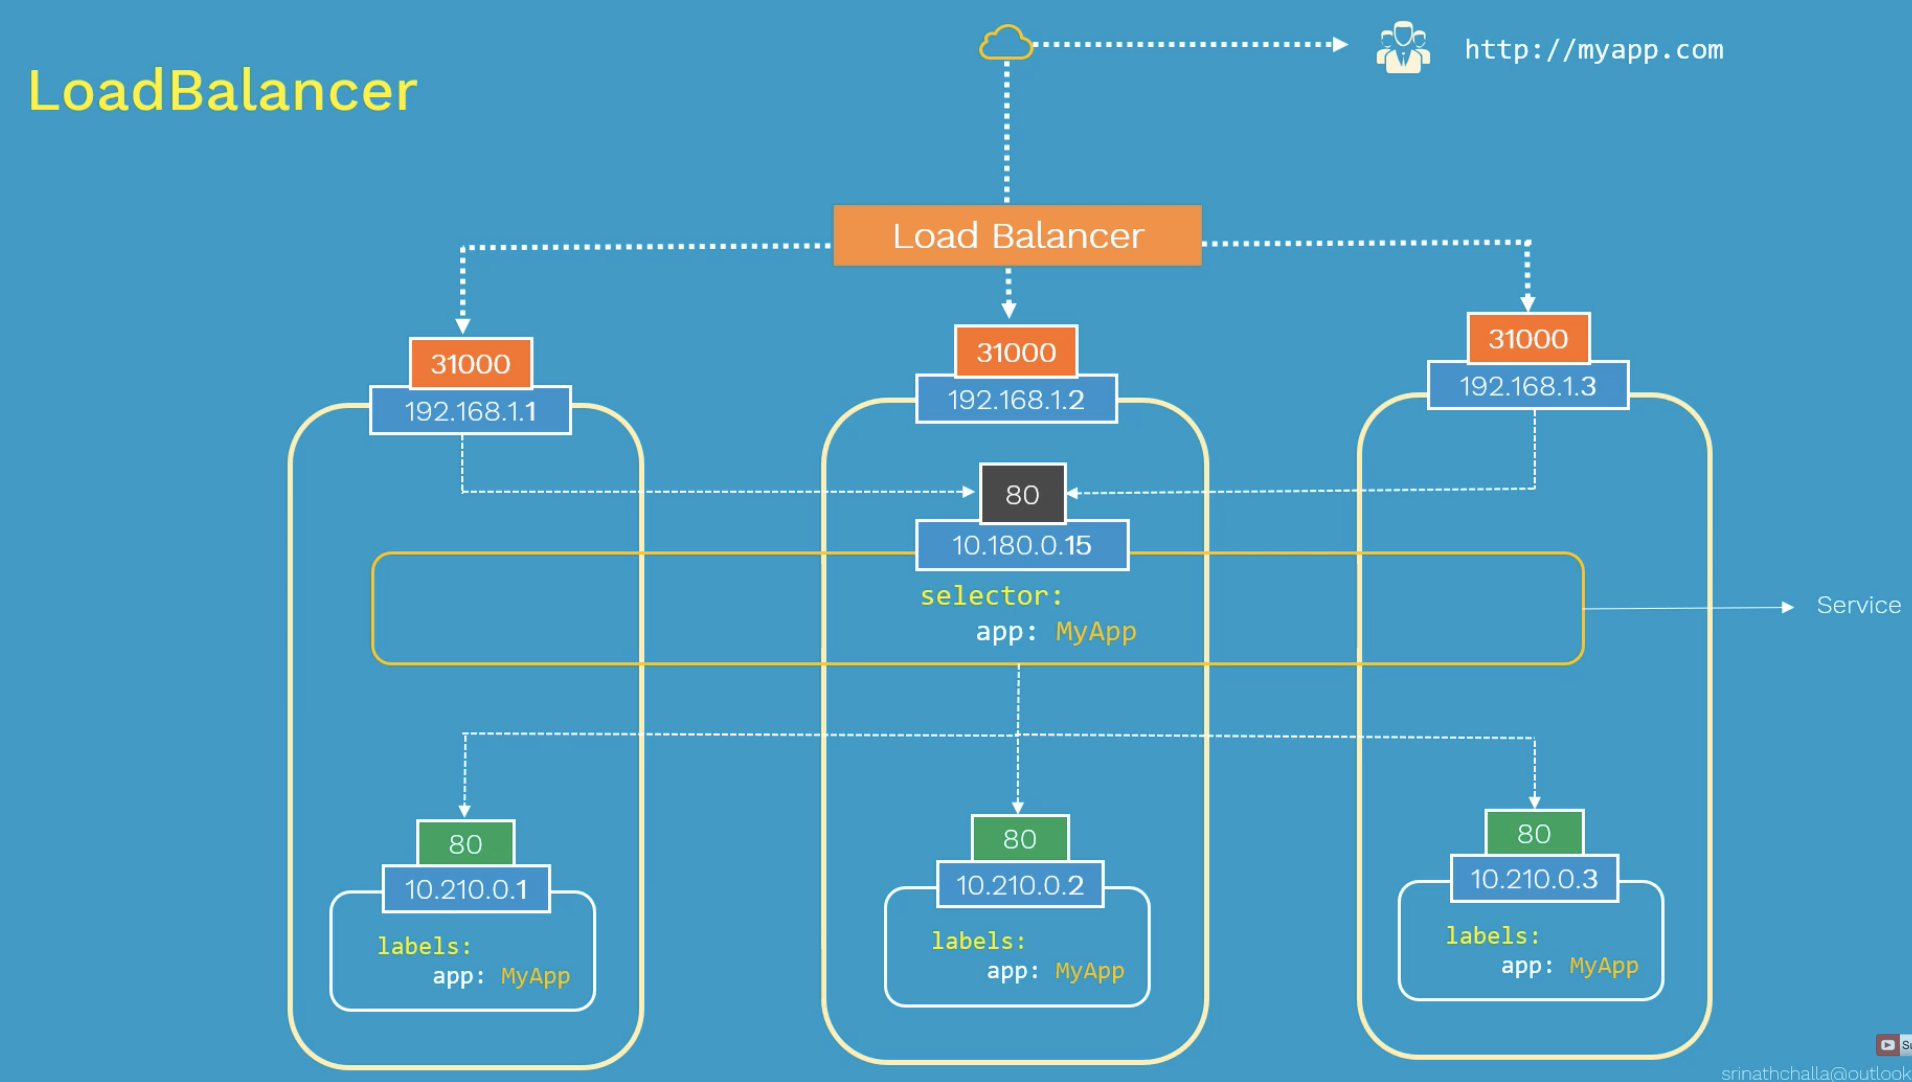 LoadBalancer
http://myapp.com
Load Balancer
31000
192.168.1.1
31000
192.168.1.2
31000
192.168.1.3
80
10.180.0.15
selector:
app: MyApp
Service
80
10.210.0.1
labels:
app: MyApp
80
10.210.0.2
labels:
app: MyApp
80
10.210.0.3
labels:
app: MyApp
srinathchalla@outlook